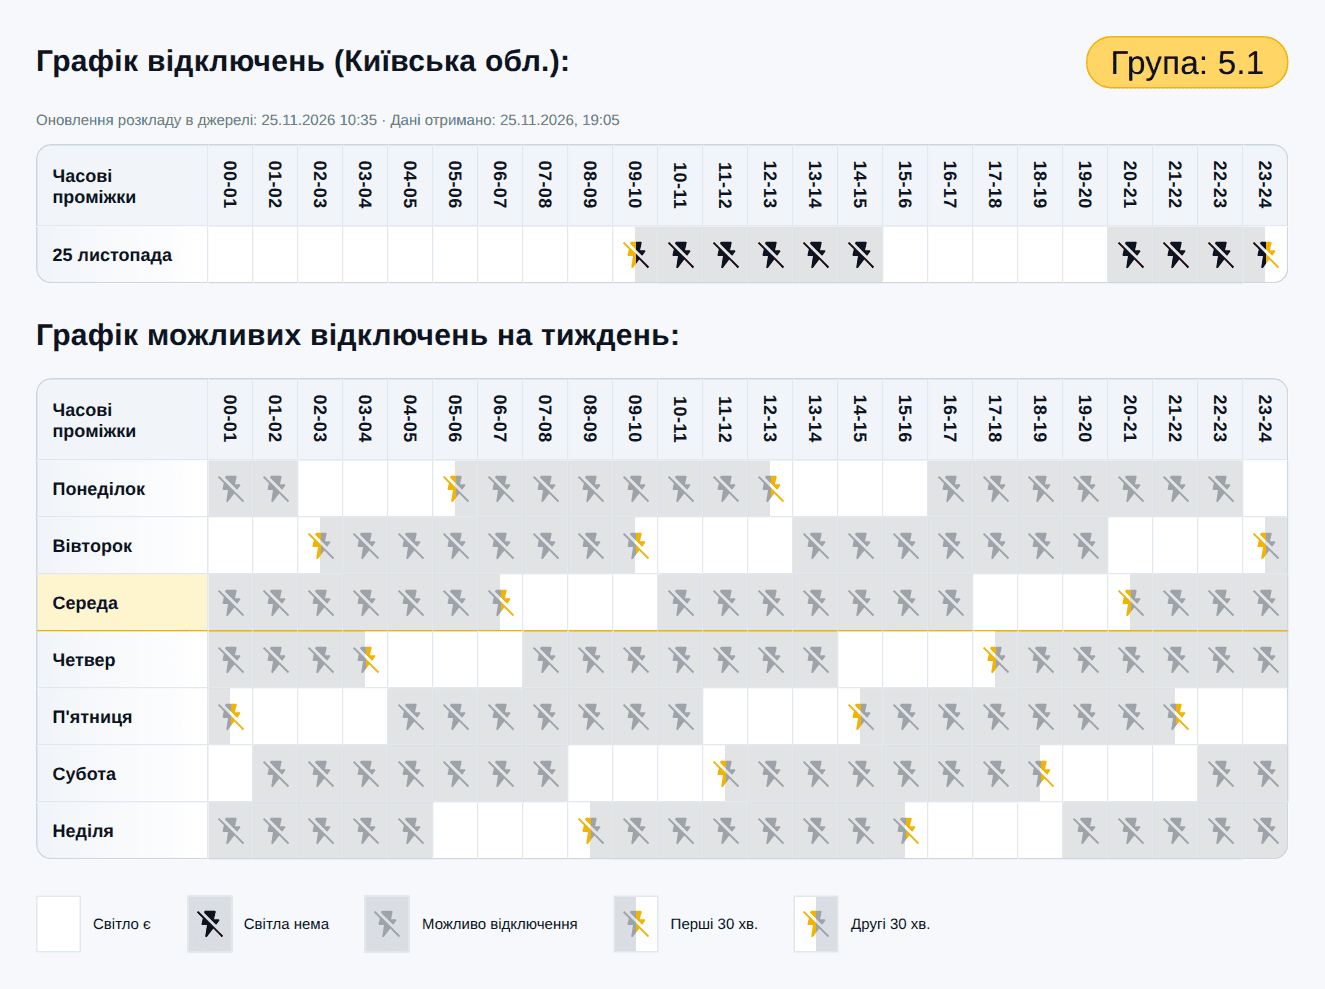 Графік відключень (Київська обл.):
Група: 5.1
Оновлення розкладу в джерелі: 25.11.2026 10:35 · Дані отримано: 25.11.2026, 19:05
Часові проміжки 00-01 01-02 02-03 03-04 04-05 05-06 06-07 07-08 08-09 09-10 10-11 11-12 12-13 13-14 14-15 15-16 16-17 17-18 18-19 19-20 20-21 21-22 22-23 23-24
25 листопада
Графік можливих відключень на тиждень:
Часові проміжки 00-01 01-02 02-03 03-04 04-05 05-06 06-07 07-08 08-09 09-10 10-11 11-12 12-13 13-14 14-15 15-16 16-17 17-18 18-19 19-20 20-21 21-22 22-23 23-24
Понеділок
Вівторок
Середа
Четвер
П'ятниця
Субота
Неділя
Світло є Світла нема Можливо відключення Перші 30 хв. Другі 30 хв.